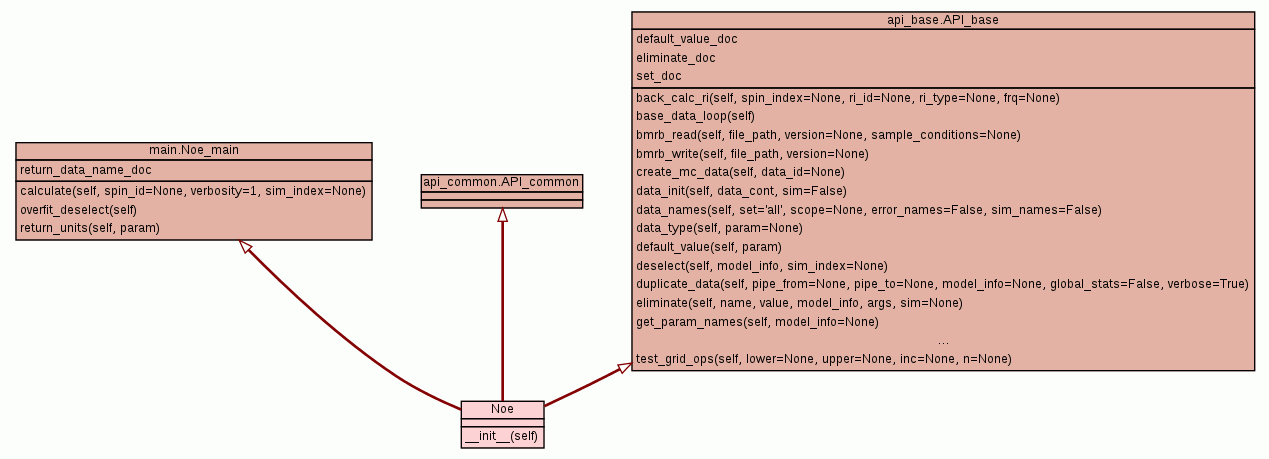 api_base.API_base
default_value_doc
eliminate_doc
set_doc
back_calc_ri(self, spin_index=None, ri_id=None, ri_type=None, frq=None)
base_data_loop(self)
bmrb_read(self, file_path, version=None, sample_conditions=None)
bmrb_write(self, file_path, version=None)
create_mc_data(self, data_id=None)
data_init(self, data_cont, sim=False)
data_names(self, set='all', scope=None, error_names=False, sim_names=False)
data_type(self, param=None)
default_value(self, param)
deselect(self, model_info, sim_index=None)
duplicate_data(self, pipe_from=None, pipe_to=None, model_info=None, global_stats=False, verbose=True)
eliminate(self, name, value, model_info, args, sim=None)
get_param_names(self, model_info=None)
...
test_grid_ops(self, lower=None, upper=None, inc=None, n=None)
main.Noe_main
return_data_name_doc
calculate(self, spin_id=None, verbosity=1, sim_index=None)
overfit_deselect(self)
return_units(self, param)
api_common.API_common
Noe
__init__(self)